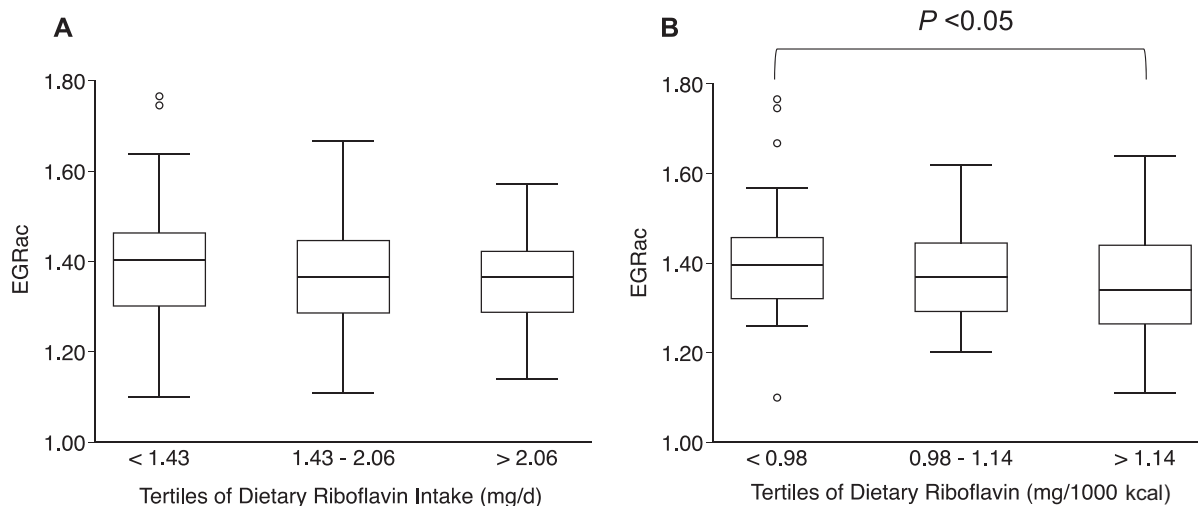 A
EGRac
1.80
1.60
1.40
1.20
1.00
< 1.43 1.43 - 2.06 > 2.06
Tertiles of Dietary Riboflavin Intake (mg/d)
B
P <0.05
EGRac
1.80
1.60
1.40
1.20
1.00
< 0.98 0.98 - 1.14 > 1.14
Tertiles of Dietary Riboflavin (mg/1000 kcal)